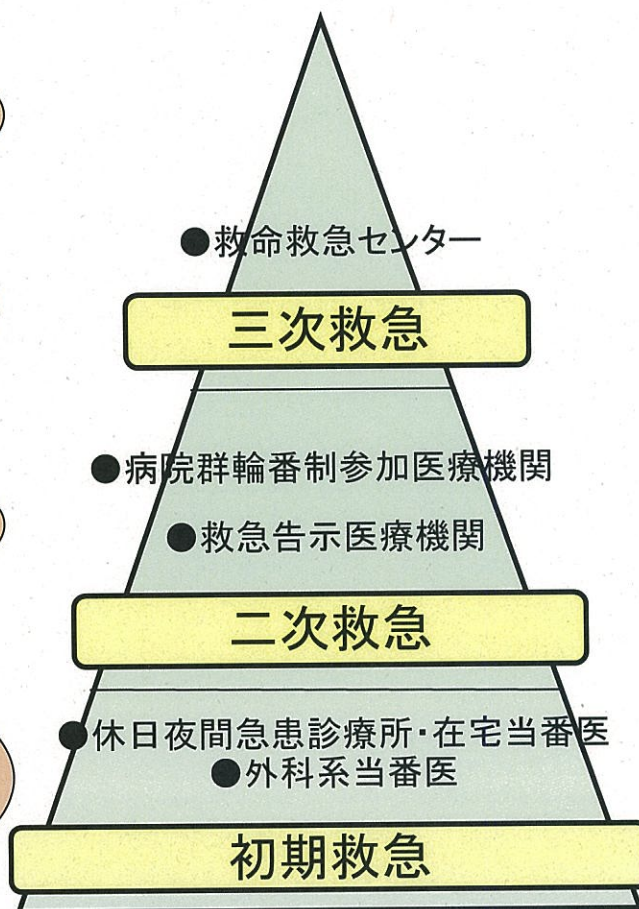 ●救命救急センター
三次救急
●病院群輪番制参加医療機関
●救急告示医療機関
二次救急
●休日夜間急患診療所・在宅当番医
●外科系当番医
初期救急